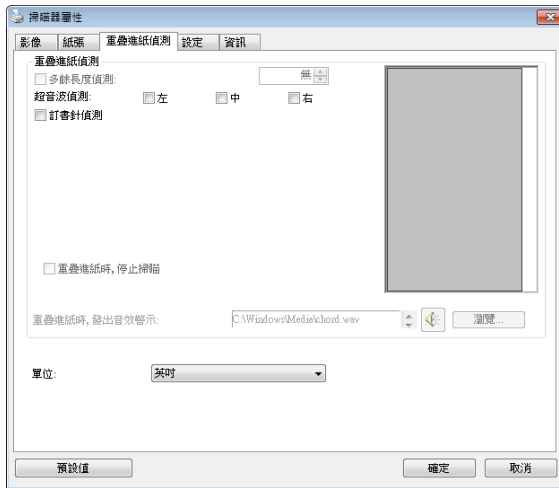 掃瞄器屬性
影像 紙張 重疊進紙偵測 設定 資訊
重疊進紙偵測
多餘長度偵測: 無
超音波偵測: 左 中 右
訂書針偵測
重疊進紙時, 停止掃瞄
重疊進紙時, 發出音效警示: C:\Windows\Media\chord.wav 瀏覽...
單位: 英吋
預設值 確定 取消